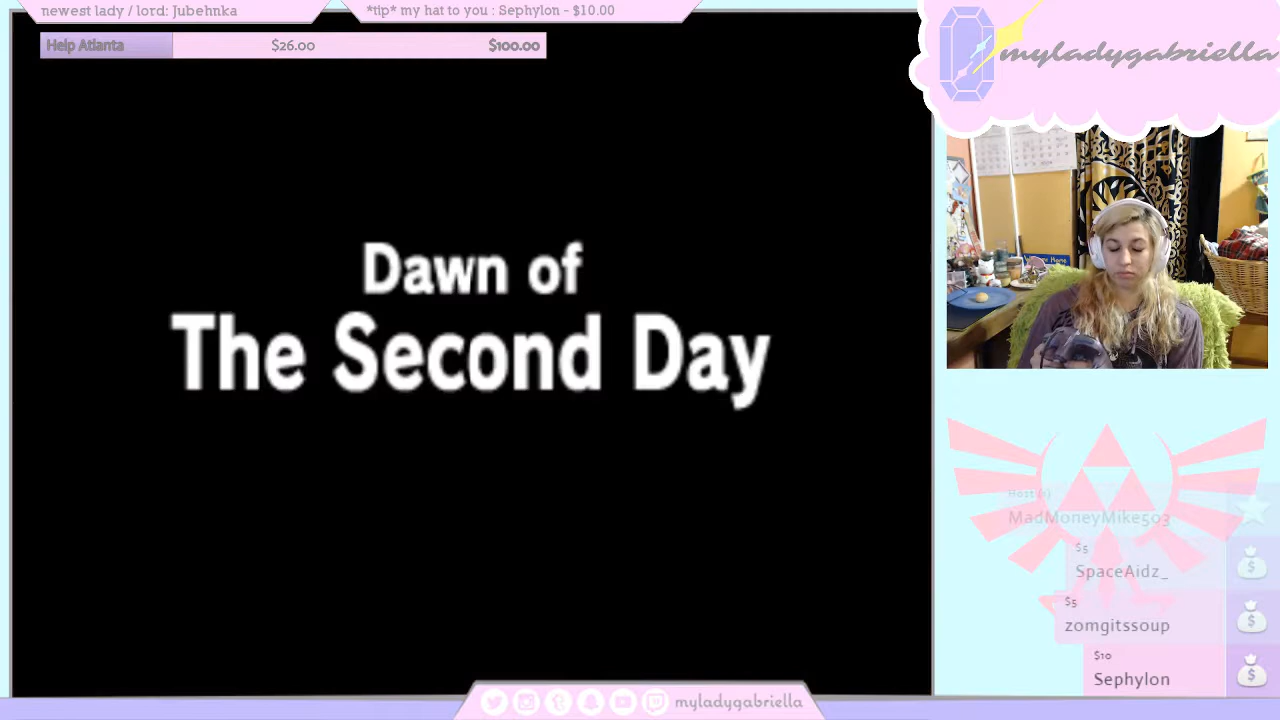 newest lady / lord: Jubehnka
*tip* my hat to you : Sephylon - $10.00
Help Atlanta
$26.00
$100.00
myladygabriella
Dawn of
The Second Day
Host (1)
MadMoneyMike503
$5
SpaceAidz_
$5
zomgitssoup
$10
Sephylon
myladygabriella